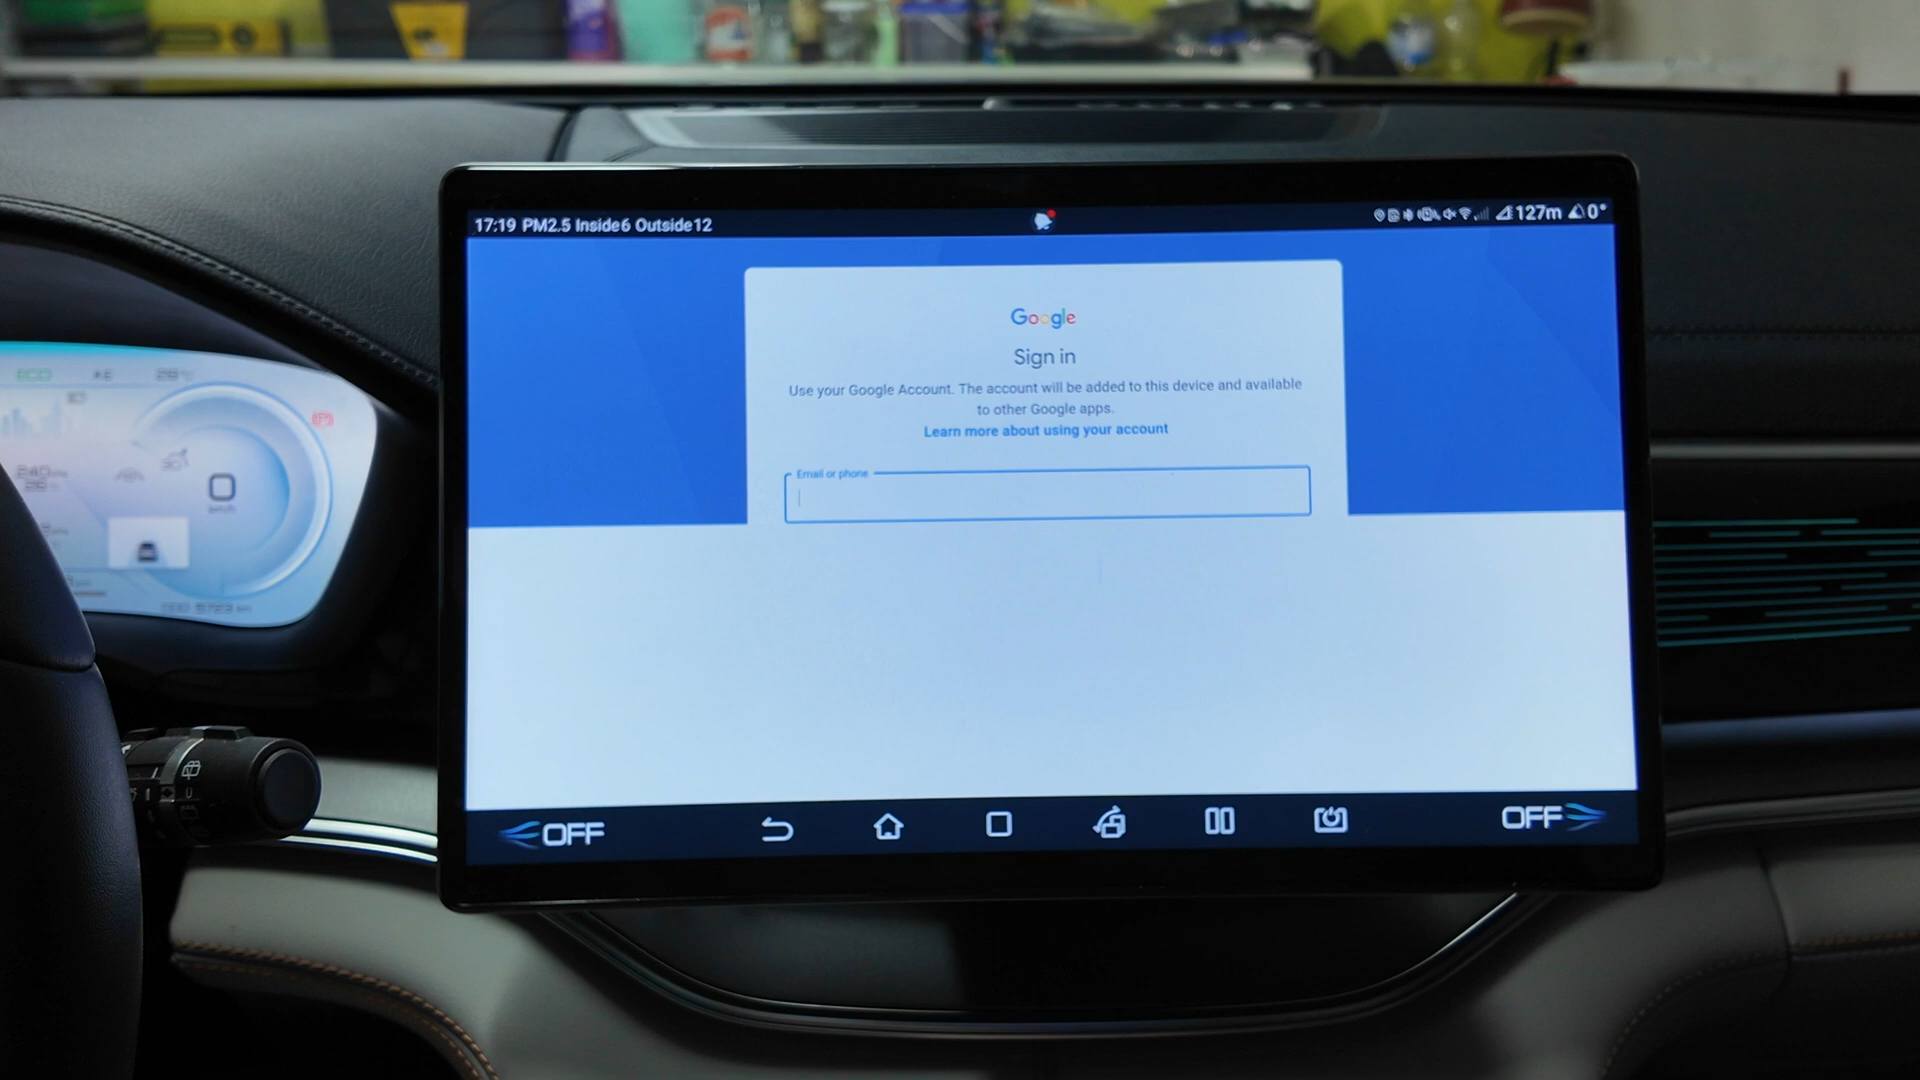 17:19 PM2.5 Inside6 Outside12
127m 0°
Google
Sign in
Use your Google Account. The account will be added to this device and available
to other Google apps.
Learn more about using your account
Email or phone
OFF
OFF
ECO